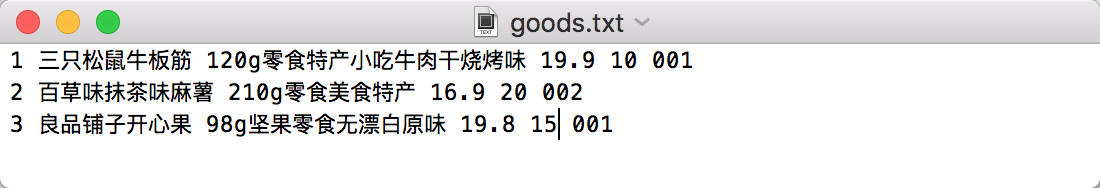 goods.txt
1 三只松鼠牛板筋 120g零食特产小吃牛肉干烧烤味 19.9 10 001
2 百草味抹茶味麻薯 210g零食美食特产 16.9 20 002
3 良品铺子开心果 98g坚果零食无漂白原味 19.8 15 001